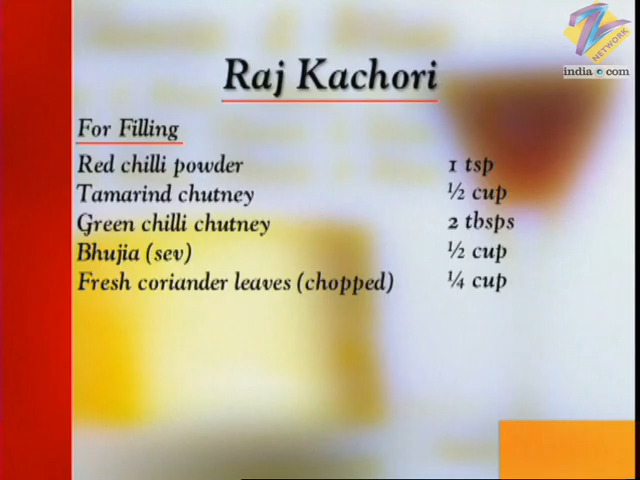 Z NETWORK
india.com
Raj Kachori
For Filling
Red chilli powder 1 tsp
Tamarind chutney ½ cup
Green chilli chutney 2 tbsps
Bhujia (sev) ½ cup
Fresh coriander leaves (chopped) ¼ cup